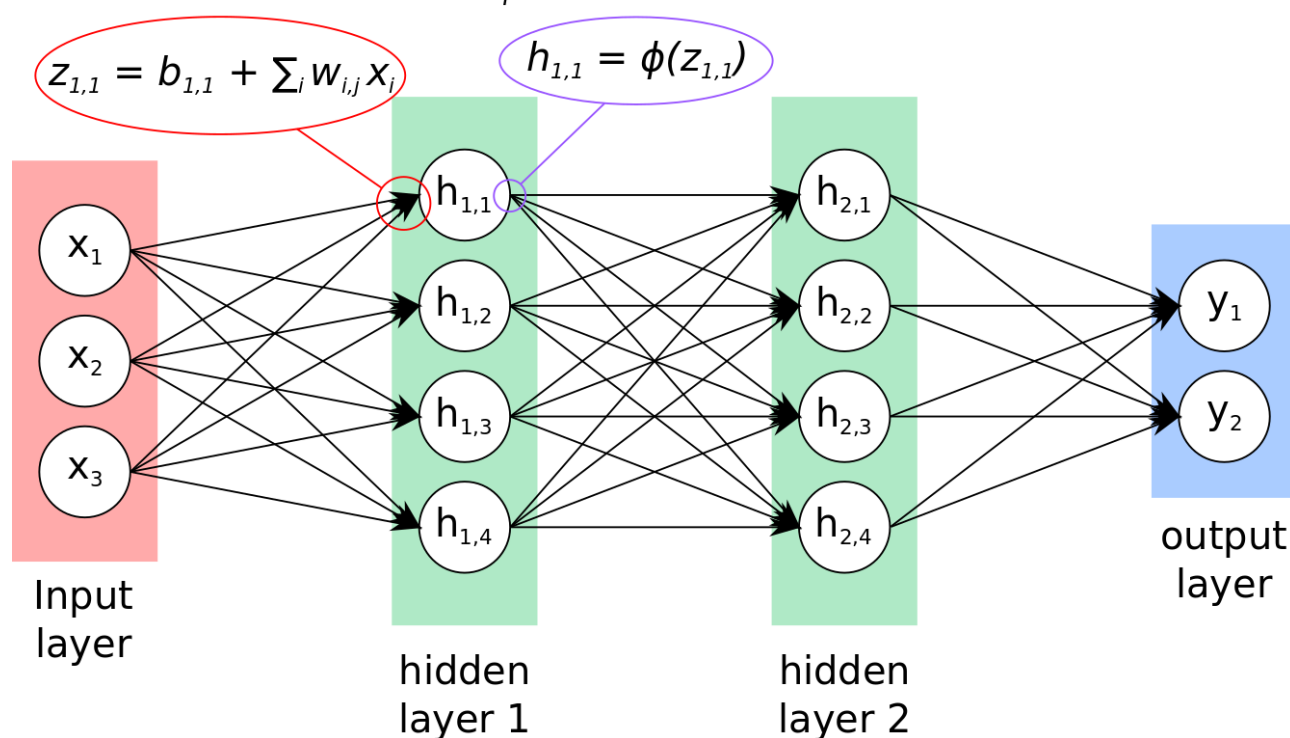 z₁,₁ = b₁,₁ + ∑ᵢ wᵢ,ⱼ xᵢ
h₁,₁ = ϕ(z₁,₁)
x₁
x₂
x₃
Input
layer
h₁,₁
h₁,₂
h₁,₃
h₁,₄
hidden
layer 1
h₂,₁
h₂,₂
h₂,₃
h₂,₄
hidden
layer 2
y₁
y₂
output
layer